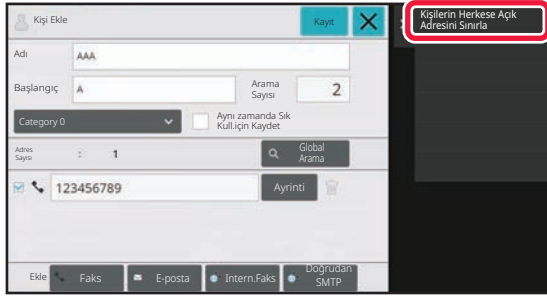 Kişi Ekle
Kayıt
Kişilerin Herkese Açık
Adresini Sınırla
Adı
AAA
Başlangıç
A
Arama
Sayısı
2
Category 0
Aynı zamanda Sık
Kull.için Kaydet
Adres
Sayısı
:
1
Global
Arama
123456789
Ayrinti
Ekle
Faks
E-posta
Intern.Faks
Doğrudan
SMTP